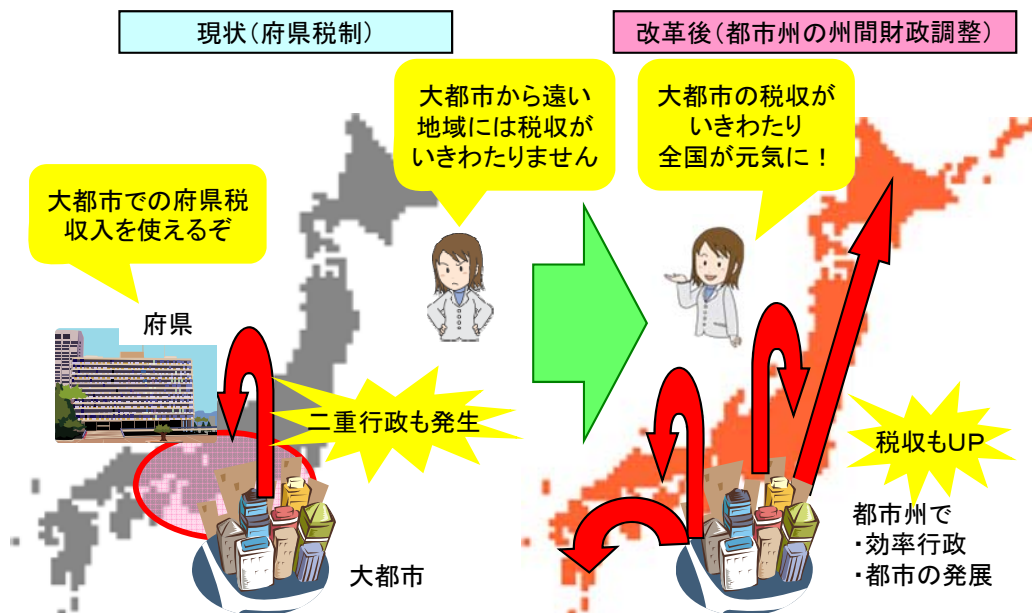 現状(府県税制)
大都市から遠い
地域には税収が
いきわたりません
大都市での府県税
収入を使えるぞ
府県
二重行政も発生
大都市
改革後(都市州の州間財政調整)
大都市の税収が
いきわたり
全国が元気に!
税収もUP
都市州で
・効率行政
・都市の発展